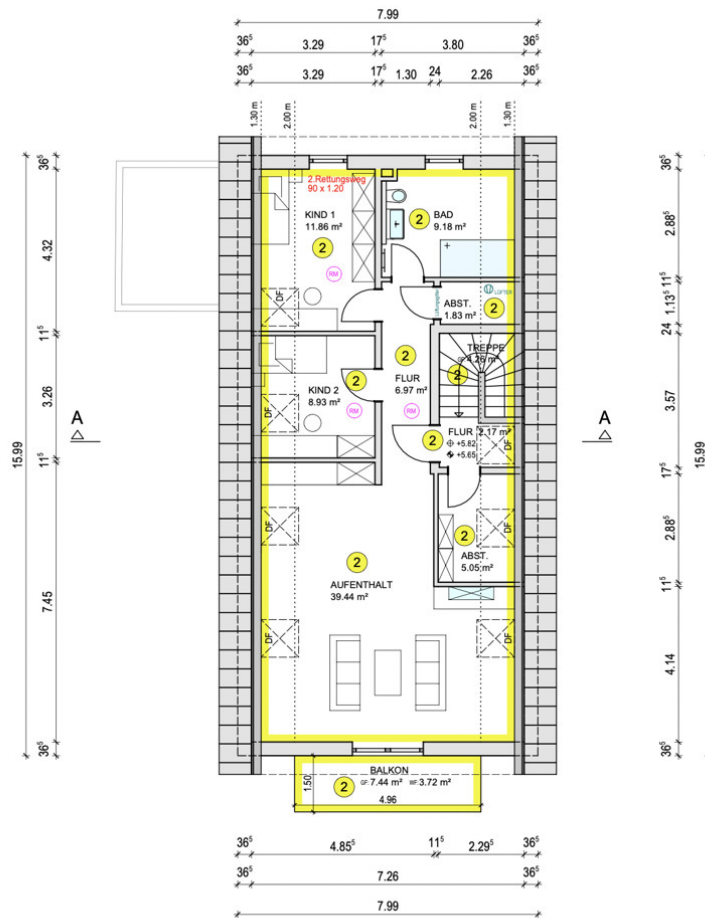 7.99
36⁵ 3.29 17⁵ 3.80 36⁵
36⁵ 3.29 17⁵ 1.30 24 2.26 36⁵
1.30 m 2.00 m 2.00 m 1.30 m
2.Rettungsweg
90 x 1.20
KIND 1
11.86 m²
2
RM
DF
2 BAD
9.18 m²
ABST.
1.83 m²
2
LÜFTER
TREPPE
GF:4.26 m²
2
2
FLUR
6.97 m²
RM
KIND 2
8.93 m²
2
RM
DF
2
FLUR 2.17 m²
+5.82
+5.65
DF
A A
2
ABST.
5.05 m²
DF
DF
2
AUFENTHALT
39.44 m²
DF
DF
BALKON
2 GF:7.44 m² WF:3.72 m²
4.96
1.50
15.99
36⁵
4.32
11⁵
3.26
11⁵
7.45
36⁵
36⁵
2.88⁵
11⁵
1.13⁵
24
3.57
17⁵
2.88⁵
11⁵
4.14
36⁵
15.99
36⁵ 4.85⁵ 11⁵ 2.29⁵ 36⁵
36⁵ 7.26 36⁵
7.99